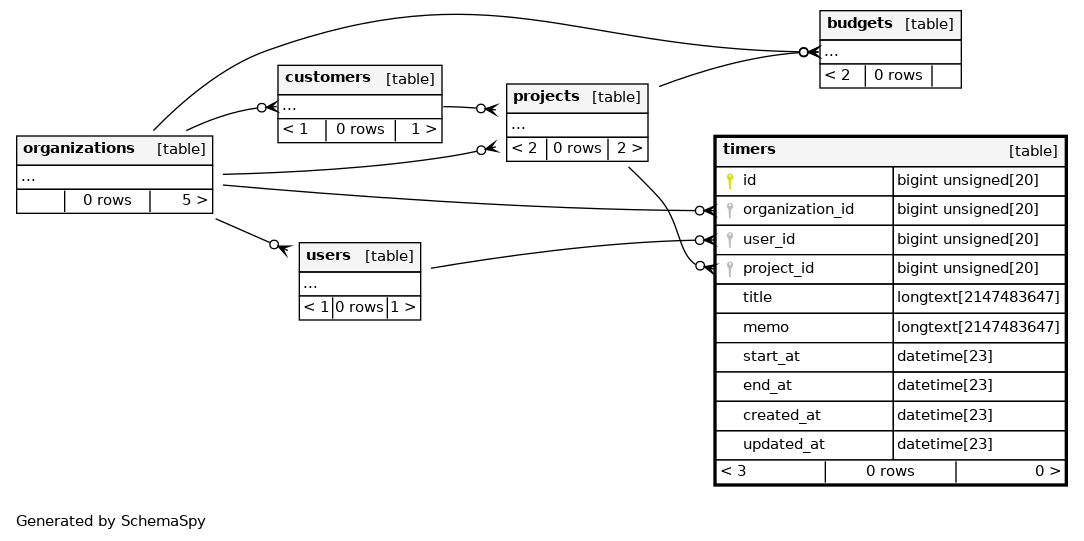 budgets [table]
...
< 2 0 rows
customers [table]
...
< 1 0 rows 1 >
projects [table]
...
< 2 0 rows 2 >
organizations [table]
...
0 rows 5 >
users [table]
...
< 1 0 rows 1 >
timers [table]
id bigint unsigned[20]
organization_id bigint unsigned[20]
user_id bigint unsigned[20]
project_id bigint unsigned[20]
title longtext[2147483647]
memo longtext[2147483647]
start_at datetime[23]
end_at datetime[23]
created_at datetime[23]
updated_at datetime[23]
< 3 0 rows 0 >
Generated by SchemaSpy